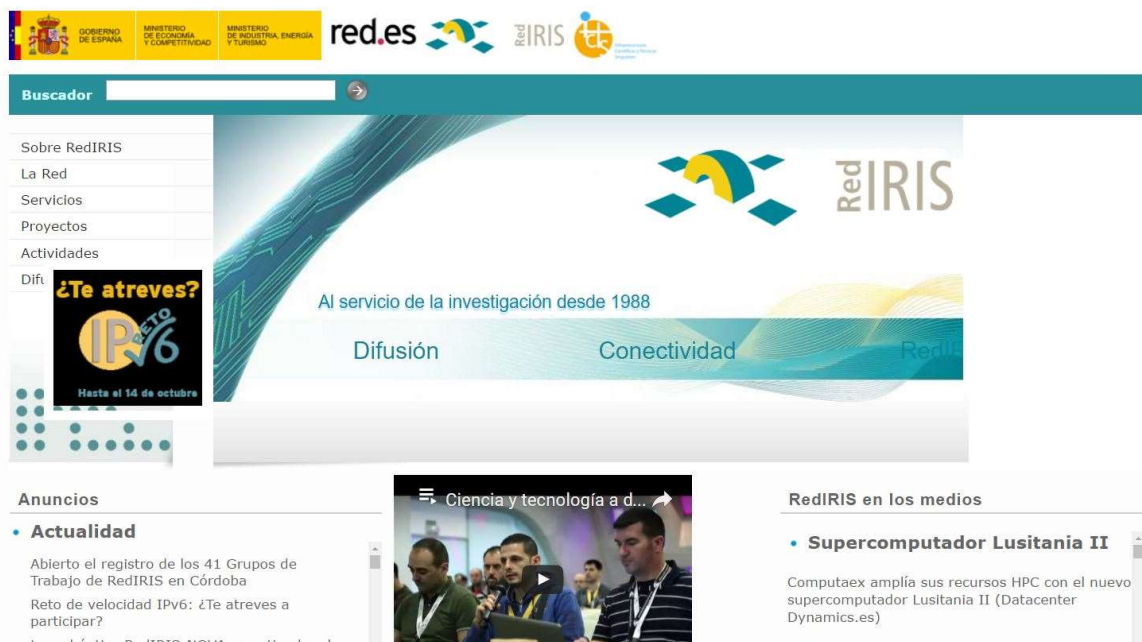 GOBIERNO
DE ESPAÑA
MINISTERIO
DE ECONOMÍA
Y COMPETITIVIDAD
MINISTERIO
DE INDUSTRIA, ENERGÍA
Y TURISMO
red.es
RedIRIS
Buscador
Sobre RedIRIS
La Red
Servicios
Proyectos
Actividades
Difu
¿Te atreves?
RETO
IPv6
Hasta el 14 de octubre
RedIRIS
Al servicio de la investigación desde 1988
Difusión
Conectividad
RedIR
Anuncios
Actualidad
Abierto el registro de los 41 Grupos de
Trabajo de RedIRIS en Córdoba
Reto de velocidad IPv6: ¿Te atreves a
participar?
Ciencia y tecnología a d...
RedIRIS en los medios
Supercomputador Lusitania II
Computaex amplía sus recursos HPC con el nuevo
supercomputador Lusitania II (Datacenter
Dynamics.es)